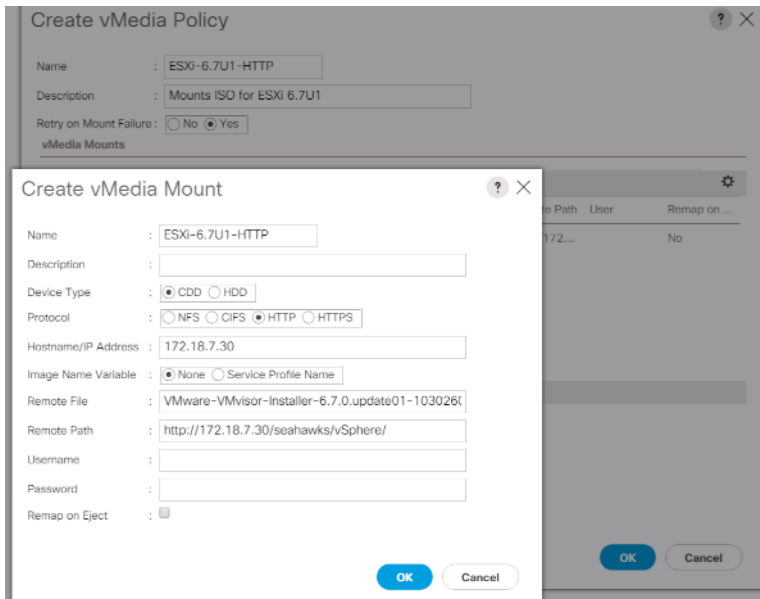 Create vMedia Policy ? ×
Name : ESXi-6.7U1-HTTP
Description : Mounts ISO for ESXi 6.7U1
Retry on Mount Failure : No Yes
vMedia Mounts
te Path User Remap on ...
172.... No
Create vMedia Mount ? ×
Name : ESXi-6.7U1-HTTP
Description :
Device Type : CDD HDD
Protocol : NFS CIFS HTTP HTTPS
Hostname/IP Address : 172.18.7.30
Image Name Variable : None Service Profile Name
Remote File : VMware-VMvisor-Installer-6.7.0.update01-1030260
Remote Path : http://172.18.7.30/seahawks/vSphere/
Username :
Password :
Remap on Eject :
OK Cancel
OK Cancel